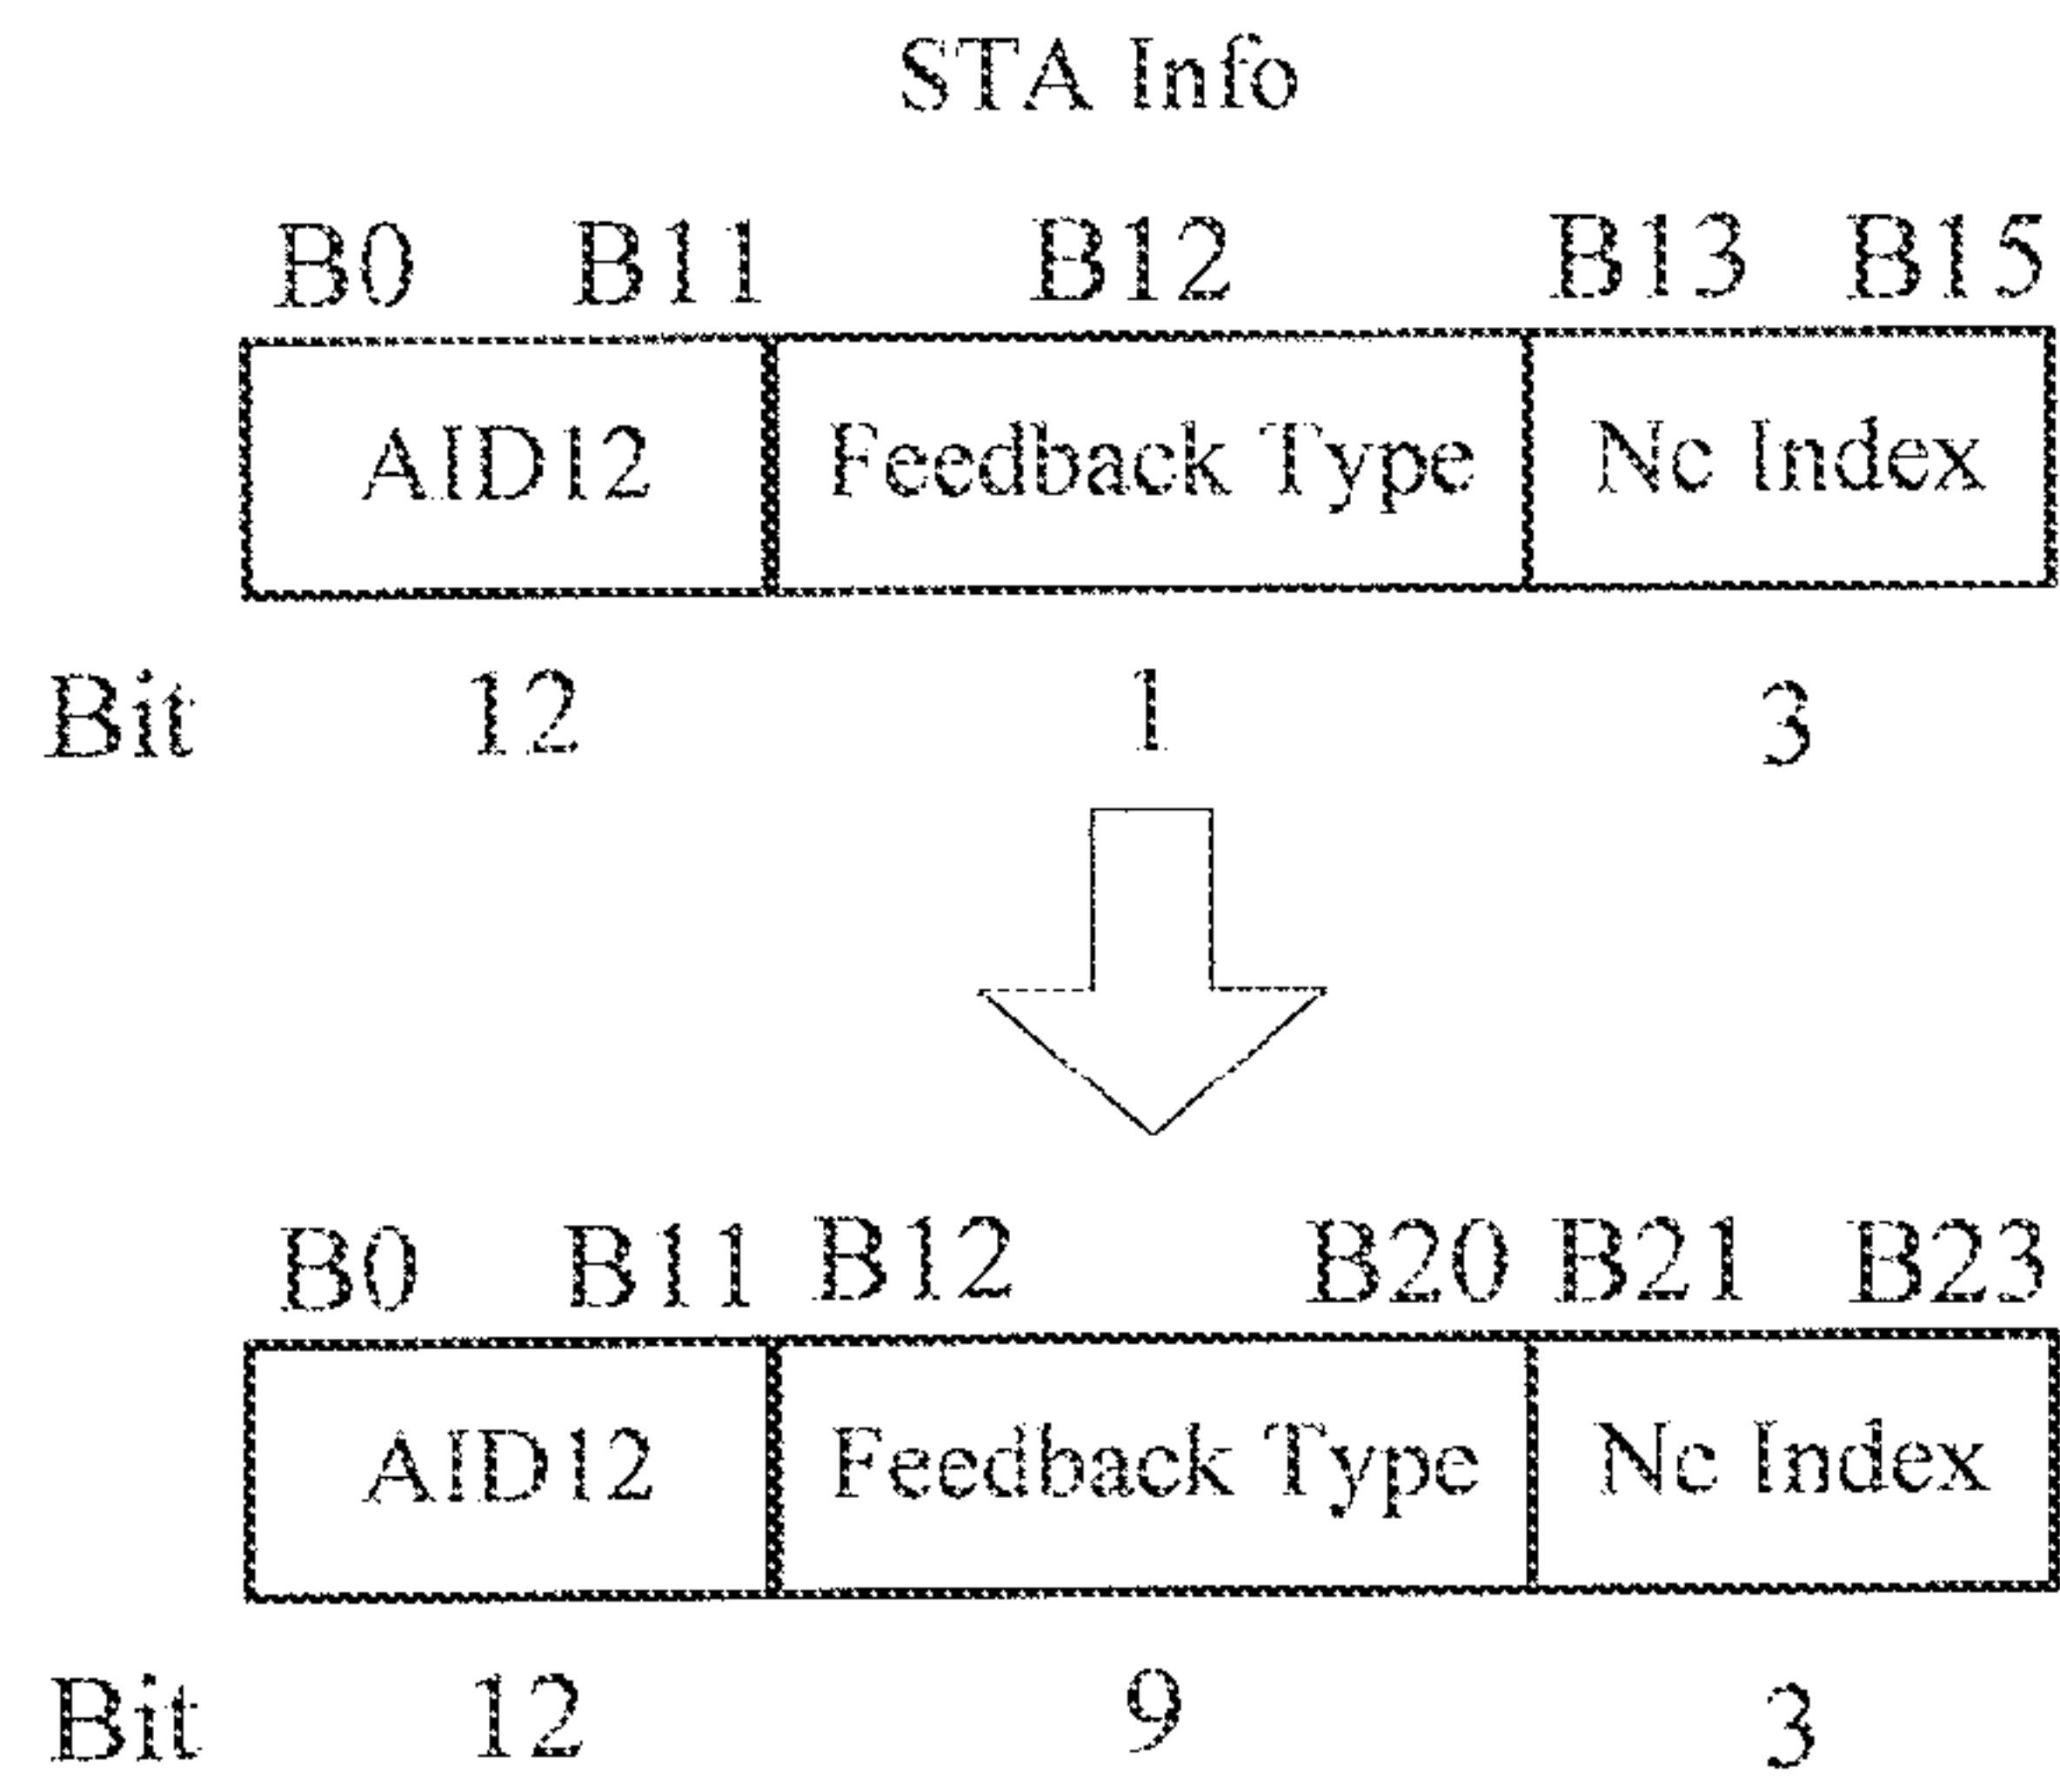 STA Info
B0 B11 B12 B13 B15
AID12 Feedback Type Nc Index
Bit 12 1 3
B0 B11 B12 B20 B21 B23
AID12 Feedback Type Nc Index
Bit 12 9 3